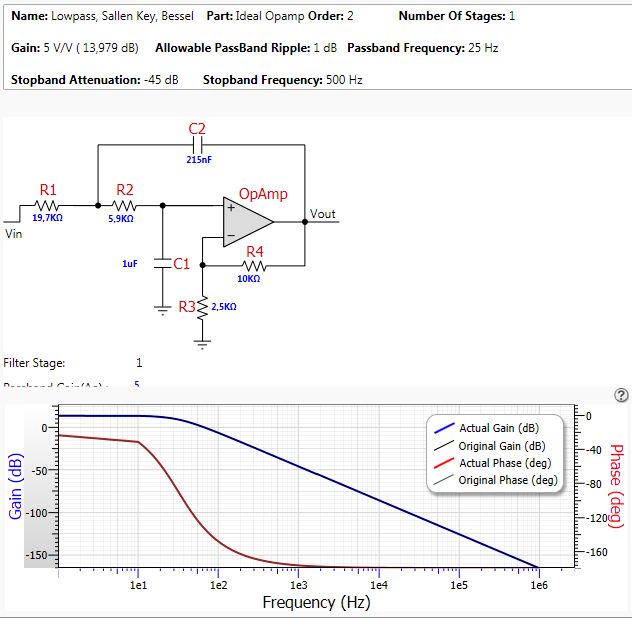 Name: Lowpass, Sallen Key, Bessel Part: Ideal Opamp Order: 2 Number Of Stages: 1
Gain: 5 V/V ( 13,979 dB) Allowable PassBand Ripple: 1 dB Passband Frequency: 25 Hz
Stopband Attenuation: -45 dB Stopband Frequency: 500 Hz
C2
215nF
R1 R2 OpAmp
19,7KΩ 5,9KΩ
+
Vout
Vin
−
R4
1uF C1
10KΩ
R3 2,5KΩ
Filter Stage: 1
5
?
0 0
Actual Gain (dB)
Original Gain (dB)
-40
Actual Phase (deg)
-50
Original Phase (deg)
-80
Gain (dB)
Phase (deg)
-100
-120
-150
-160
1e1 1e2 1e3 1e4 1e5 1e6
Frequency (Hz)